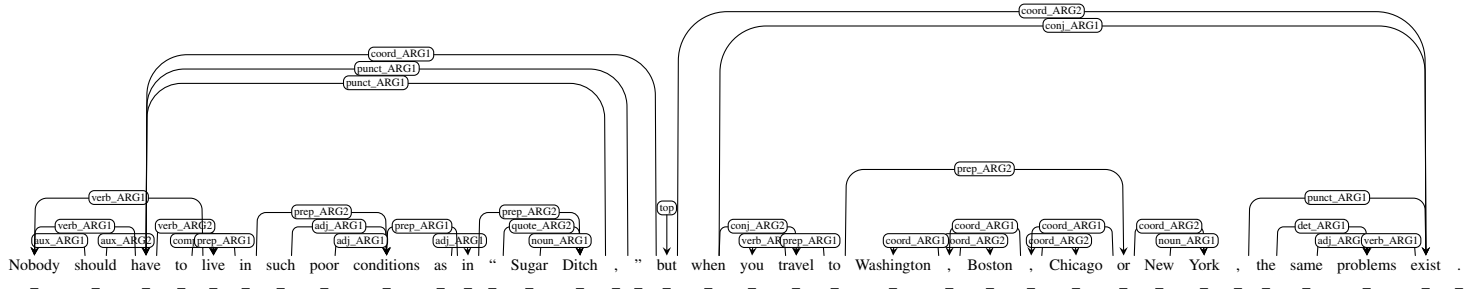 coord_ARG2
conj_ARG1
coord_ARG1
punct_ARG1
punct_ARG1
prep_ARG2
verb_ARG1 top punct_ARG1
prep_ARG2 prep_ARG2
verb_ARG1 verb_ARG2 adj_ARG1 prep_ARG1 quote_ARG2 conj_ARG2 coord_ARG1 coord_ARG1 coord_ARG2 det_ARG1
aux_ARG1 aux_ARG2 prep_ARG1 adj_ARG1 adj_ARG1 noun_ARG1 prep_ARG1 coord_ARG1 coord_ARG2 noun_ARG1 verb_ARG1
Nobody should have to live in such poor conditions as in “ Sugar Ditch , ” but when you travel to Washington , Boston , Chicago or New York , the same problems exist .
_ _ _ _ _ _ _ _ _ _ _ _ _ _ _ _ _ _ _ _ _ _ _ _ _ _ _ _ _ _ _ _ _ _ _